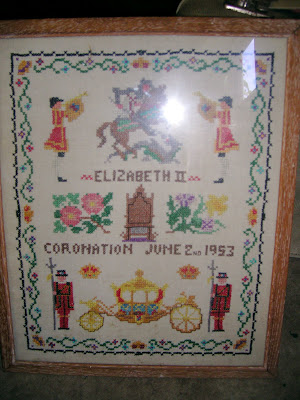 ELIZABETH II
CORONATION JUNE 2ND 1953